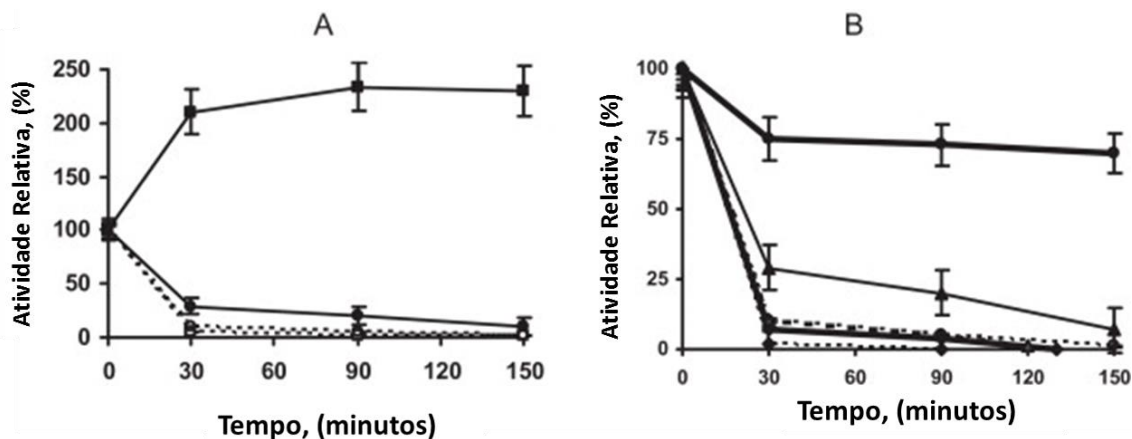 A
Atividade Relativa, (%)
250
200
150
100
50
0
0 30 60 90 120 150
Tempo, (minutos)
B
Atividade Relativa, (%)
100
75
50
25
0
0 30 60 90 120 150
Tempo, (minutos)